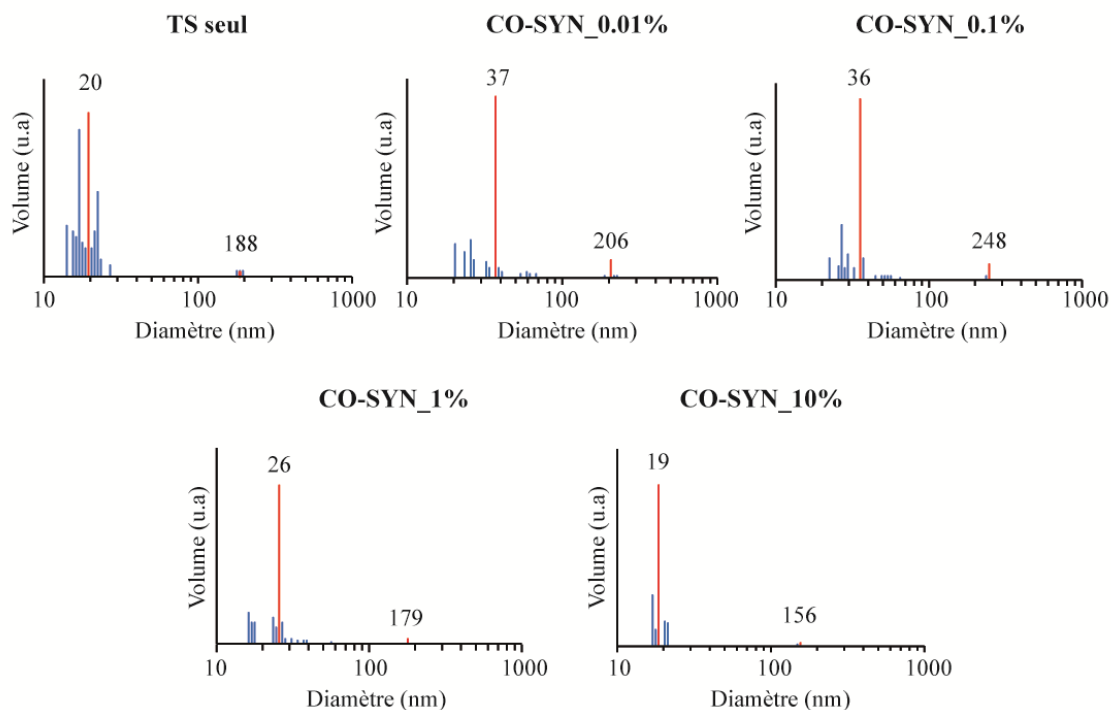 TS seul
CO-SYN_0.01%
CO-SYN_0.1%
20
37
36
188
206
248
Volume (u.a)
Volume (u.a)
Volume (u.a)
10 100 1000
10 100 1000
10 100 1000
Diamètre (nm)
Diamètre (nm)
Diamètre (nm)
CO-SYN_1%
CO-SYN_10%
26
19
179
156
Volume (u.a)
Volume (u.a)
10 100 1000
10 100 1000
Diamètre (nm)
Diamètre (nm)